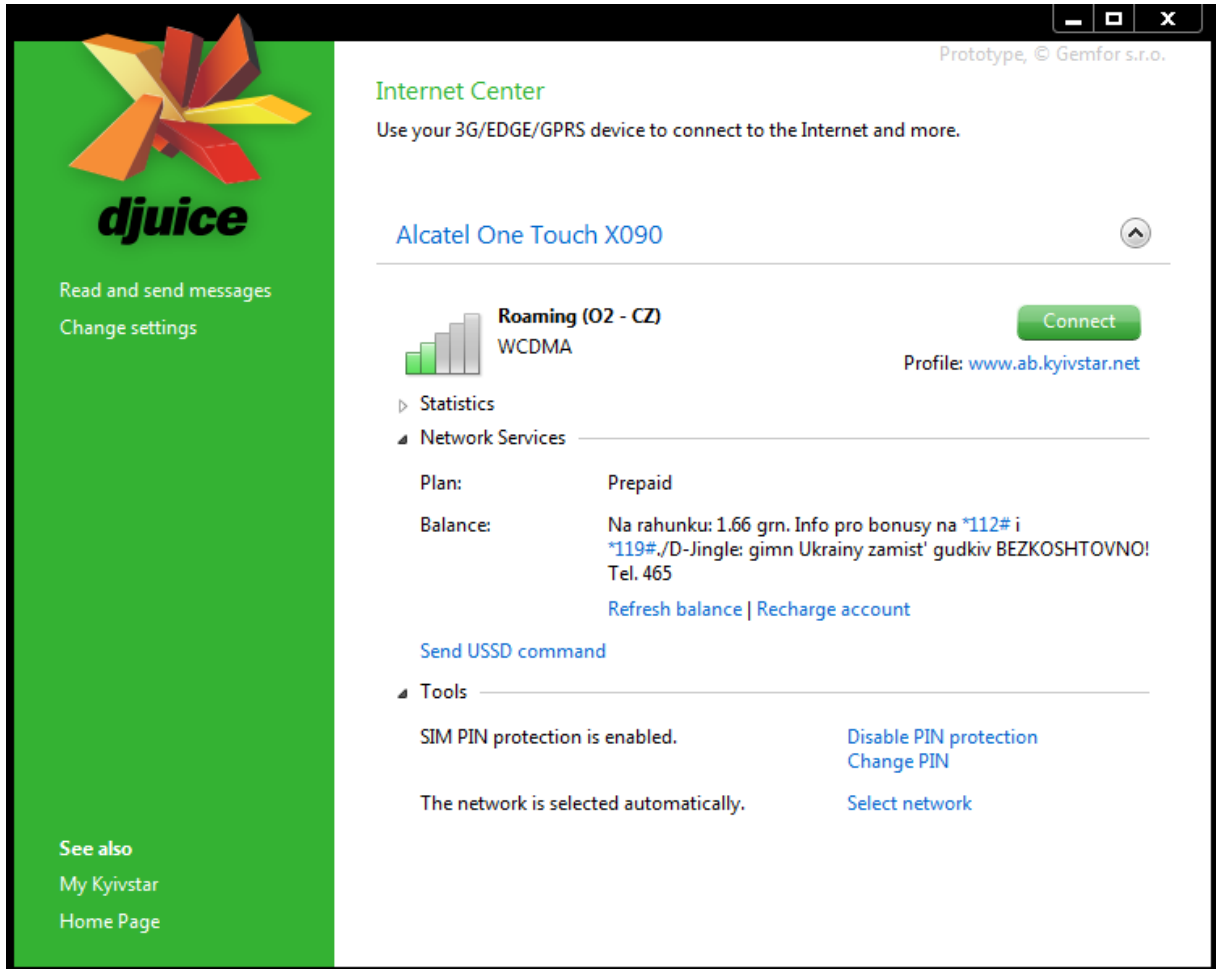 Prototype, © Gemfor s.r.o.
djuice
Read and send messages
Change settings
See also
My Kyivstar
Home Page
Internet Center
Use your 3G/EDGE/GPRS device to connect to the Internet and more.
Alcatel One Touch X090
Roaming (O2 - CZ)
WCDMA
Connect
Profile: www.ab.kyivstar.net
Statistics
Network Services
Plan: Prepaid
Balance: Na rahunku: 1.66 grn. Info pro bonusy na *112# i
*119#./D-Jingle: gimn Ukrainy zamist' gudkiv BEZKOSHTOVNO!
Tel. 465
Refresh balance | Recharge account
Send USSD command
Tools
SIM PIN protection is enabled. Disable PIN protection
Change PIN
The network is selected automatically. Select network